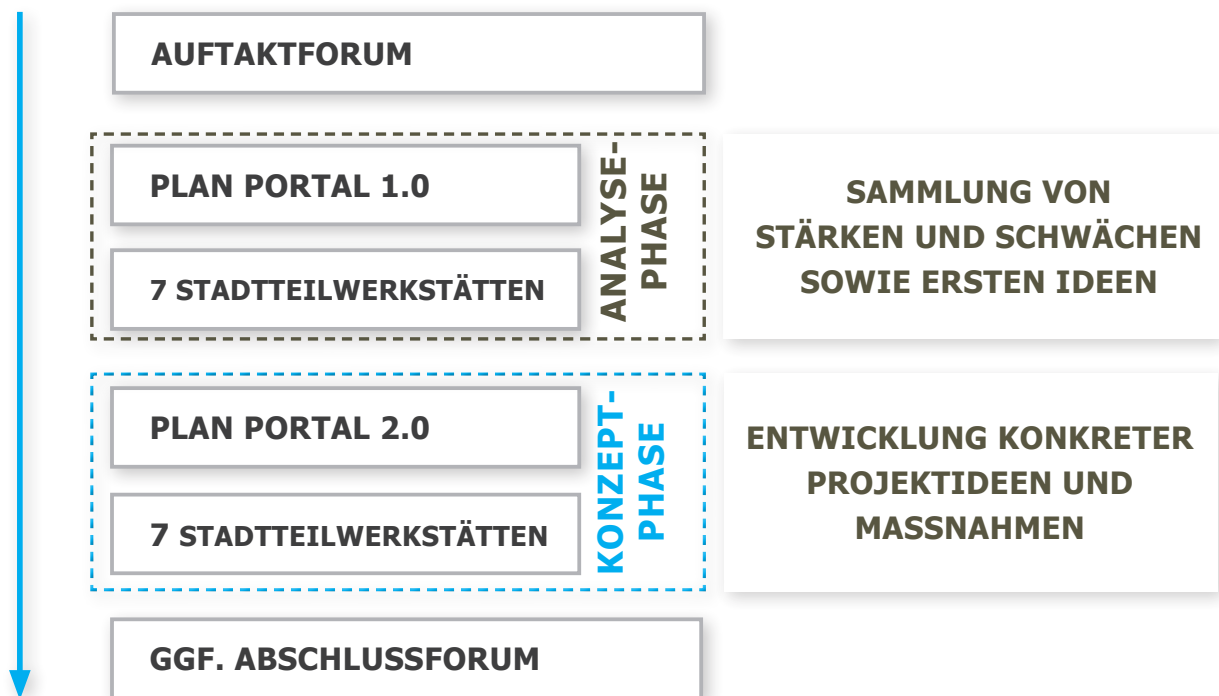 AUFTAKTFORUM
PLAN PORTAL 1.0
7 STADTTEILWERKSTÄTTEN
ANALYSE-
PHASE
SAMMLUNG VON
STÄRKEN UND SCHWÄCHEN
SOWIE ERSTEN IDEEN
PLAN PORTAL 2.0
7 STADTTEILWERKSTÄTTEN
KONZEPT-
PHASE
ENTWICKLUNG KONKRETER
PROJEKTIDEEN UND
MASSNAHMEN
GGF. ABSCHLUSSFORUM